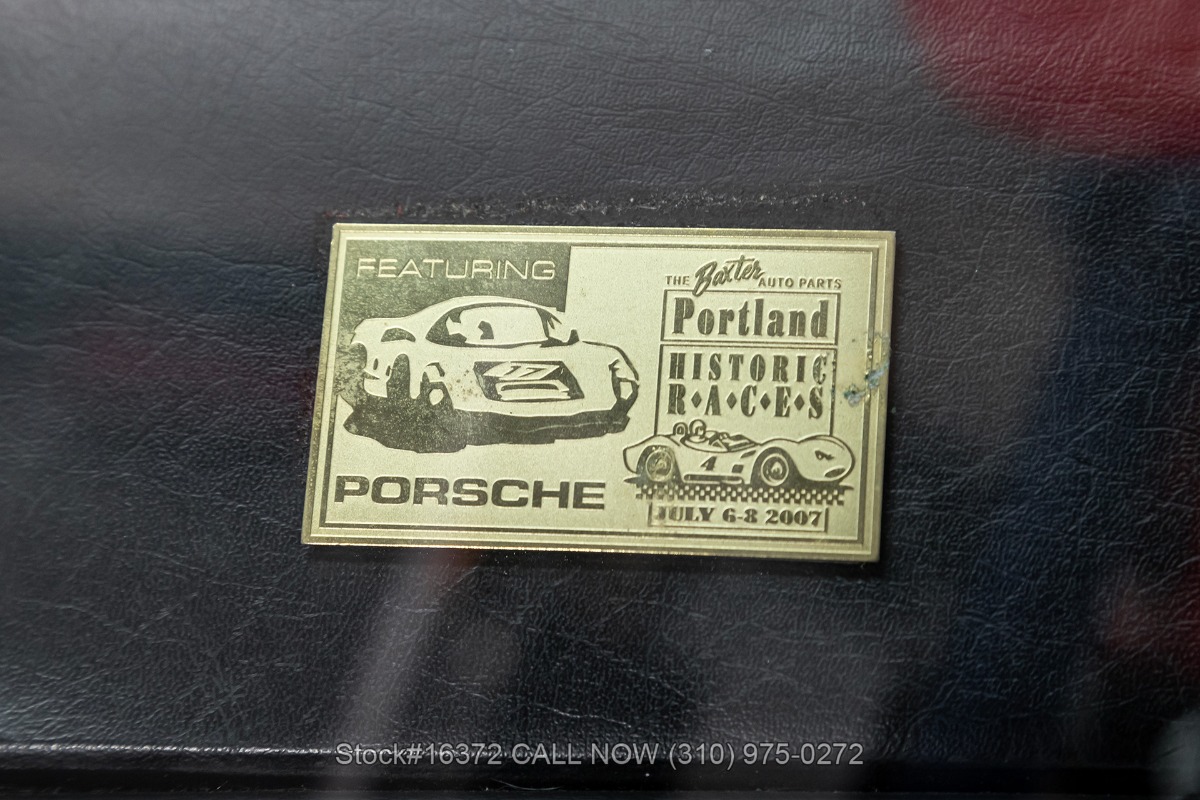 FEATURING
PORSCHE
THE Baxter AUTO PARTS
Portland
HISTORIC
R•A•C•E•S
4
JULY 6-8 2007
Stock#16372 CALL NOW (310) 975-0272